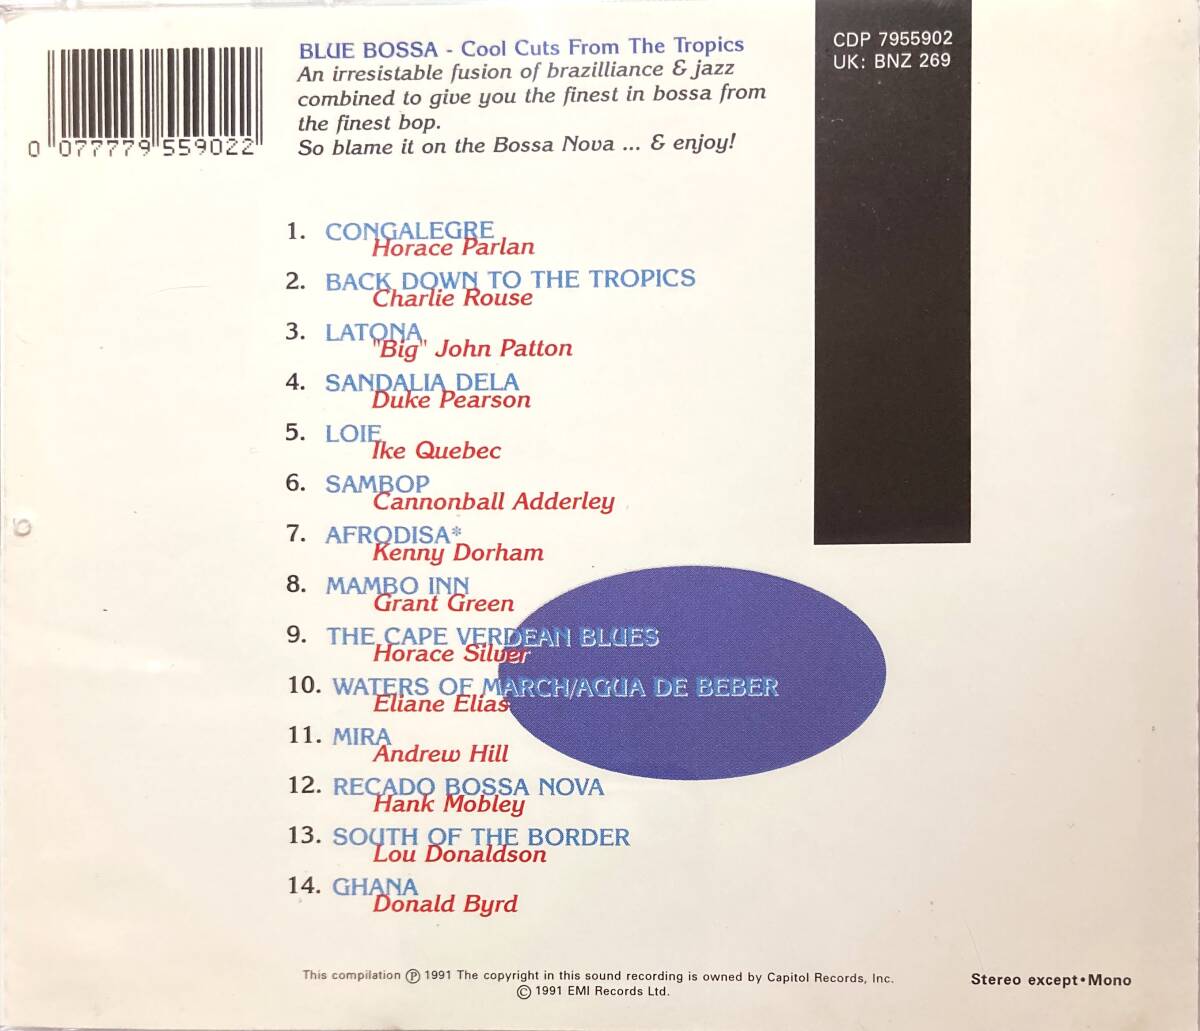 BLUE BOSSA - Cool Cuts From The Tropics
An irresistable fusion of brazilliance & jazz
combined to give you the finest in bossa from
the finest bop.
So blame it on the Bossa Nova ... & enjoy!
CDP 7955902
UK: BNZ 269
0 077779 559022
1. CONGALEGRE
Horace Parlan
2. BACK DOWN TO THE TROPICS
Charlie Rouse
3. LATONA
"Big" John Patton
4. SANDALIA DELA
Duke Pearson
5. LOIE
Ike Quebec
6. SAMBOP
Cannonball Adderley
7. AFRODISA*
Kenny Dorham
8. MAMBO INN
Grant Green
9. THE CAPE VERDEAN BLUES
Horace Silver
10. WATERS OF MARCH/AGUA DE BEBER
Eliane Elias
11. MIRA
Andrew Hill
12. RECADO BOSSA NOVA
Hank Mobley
13. SOUTH OF THE BORDER
Lou Donaldson
14. GHANA
Donald Byrd
This compilation ℗ 1991 The copyright in this sound recording is owned by Capitol Records, Inc.
© 1991 EMI Records Ltd.
Stereo except•Mono